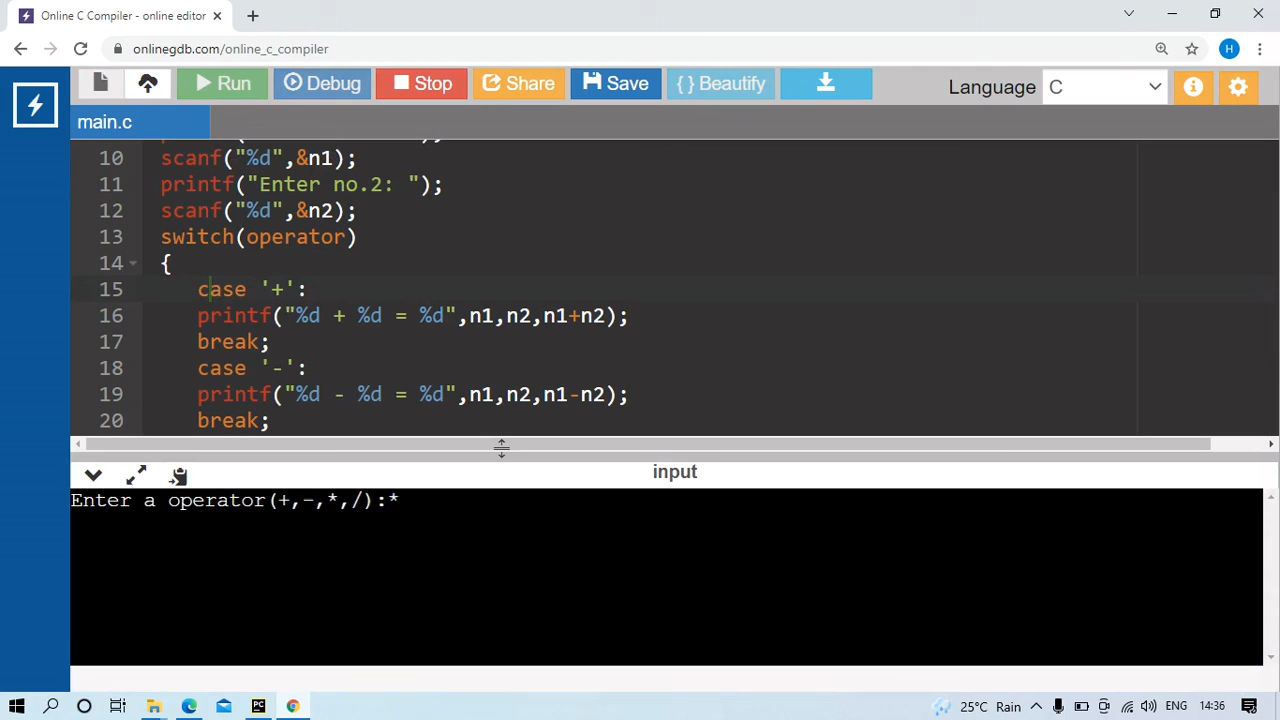 Online C Compiler - online editor
onlinegdb.com/online_c_compiler
H
Run Debug Stop Share Save { } Beautify Language C
main.c
10 scanf("%d",&n1);
11 printf("Enter no.2: ");
12 scanf("%d",&n2);
13 switch(operator)
14 {
15 case '+':
16 printf("%d + %d = %d",n1,n2,n1+n2);
17 break;
18 case '-':
19 printf("%d - %d = %d",n1,n2,n1-n2);
20 break;
input
Enter a operator(+,-,*,/):*
PC 25°C Rain ENG 14:36